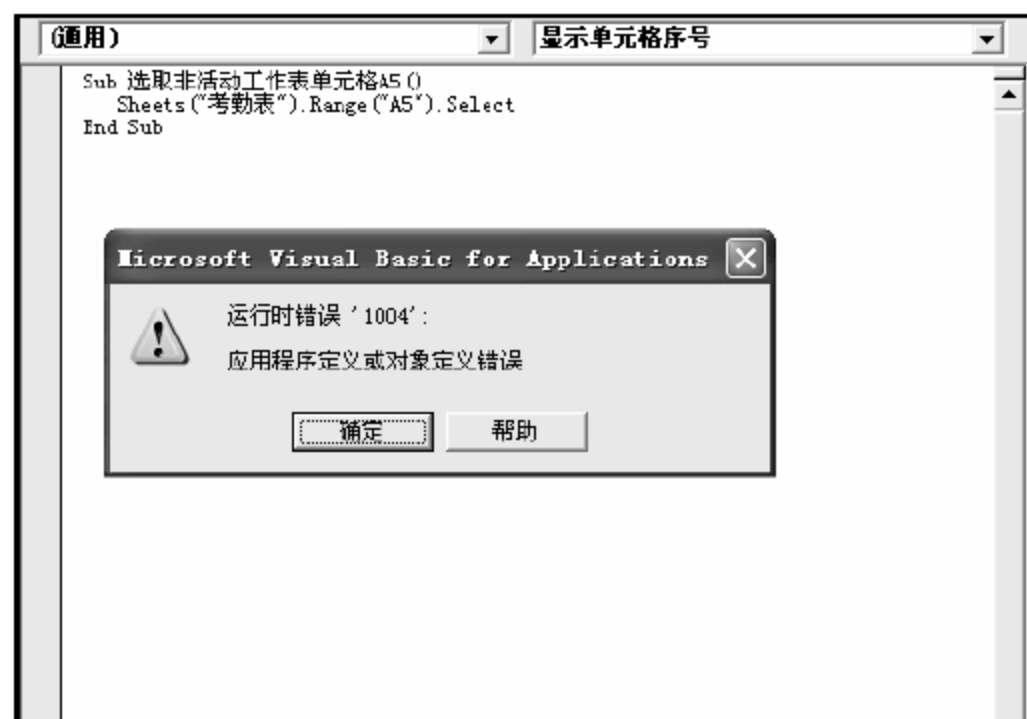 (通用)
显示单元格序号
Sub 选取非活动工作表单元格A5()
Sheets("考勤表").Range("A5").Select
End Sub
Microsoft Visual Basic for Applications
运行时错误 '1004':
应用程序定义或对象定义错误
确定
帮助